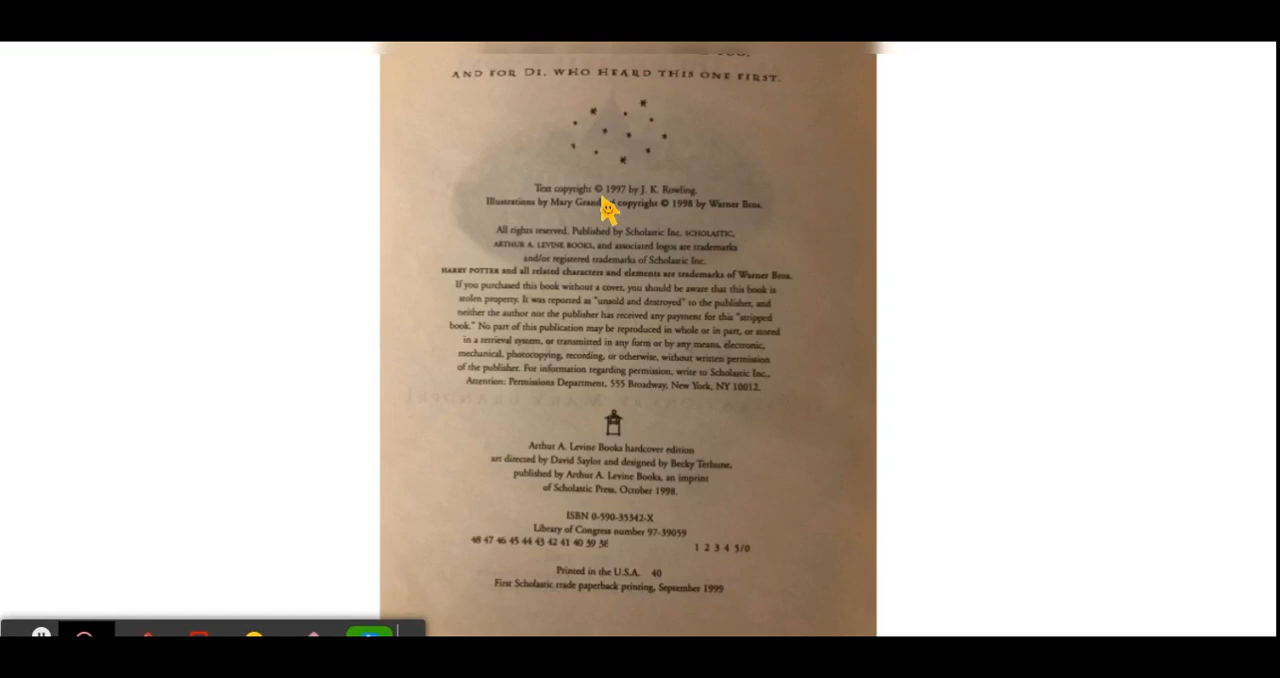 AND FOR DI, WHO HEARD THIS ONE FIRST.
Text copyright © 1997 by J. K. Rowling.
Illustrations by Mary Grand copyright © 1998 by Warner Bros.
All rights reserved. Published by Scholastic Inc. SCHOLASTIC,
ARTHUR A. LEVINE BOOKS, and associated logos are trademarks
and/or registered trademarks of Scholastic Inc.
HARRY POTTER and all related characters and elements are trademarks of Warner Bros.
If you purchased this book without a cover, you should be aware that this book is
stolen property. It was reported as "unsold and destroyed" to the publisher, and
neither the author nor the publisher has received any payment for this "stripped
book." No part of this publication may be reproduced in whole or in part, or stored
in a retrieval system, or transmitted in any form or by any means, electronic,
mechanical, photocopying, recording, or otherwise, without written permission
of the publisher. For information regarding permission, write to Scholastic Inc.,
Attention: Permissions Department, 555 Broadway, New York, NY 10012.
Arthur A. Levine Books hardcover edition
art directed by David Saylor and designed by Becky Terhune,
published by Arthur A. Levine Books, an imprint
of Scholastic Press, October 1998.
ISBN 0-590-35342-X
Library of Congress number 97-39059
48 47 46 45 44 43 42 41 40 39 1 2 3 4 5/0
Printed in the U.S.A. 40
First Scholastic trade paperback printing, September 1999